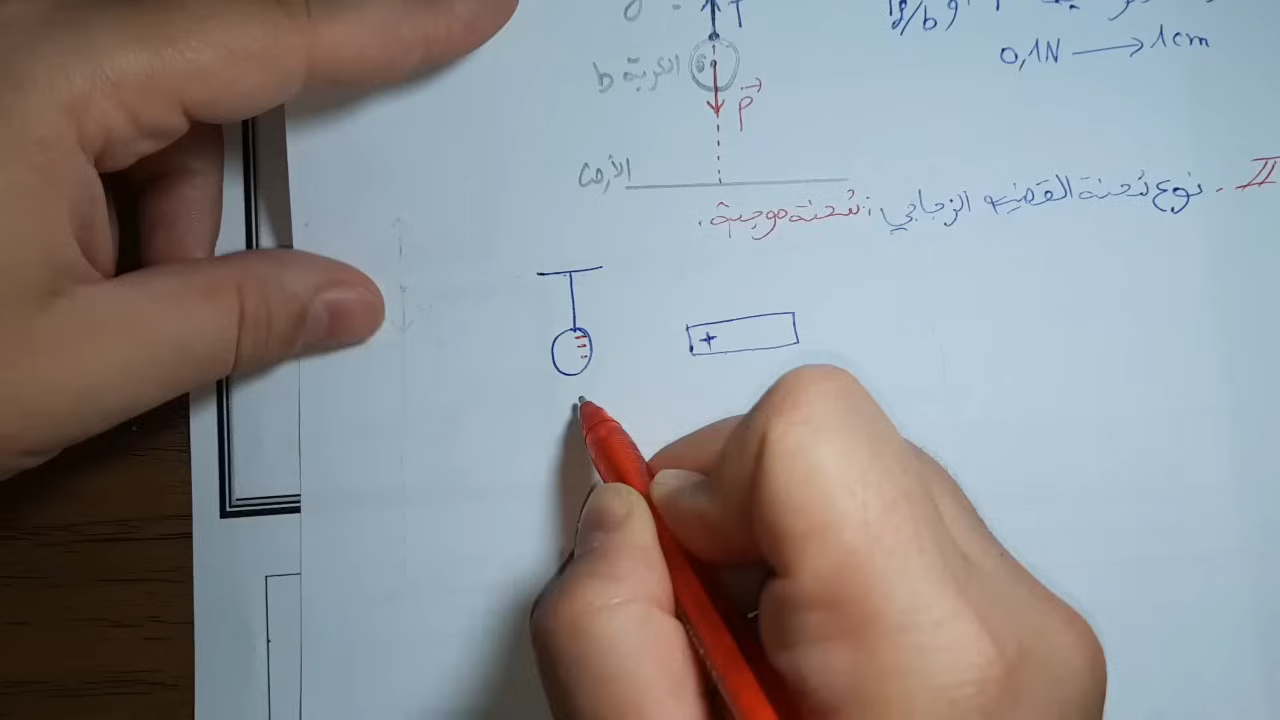 T
g/b و
0,1N → 1cm
الكرية b
G
P
الأرض
II - نوع شحنة القضيب الزجاجي: شحنة موجبة.
- - -
+